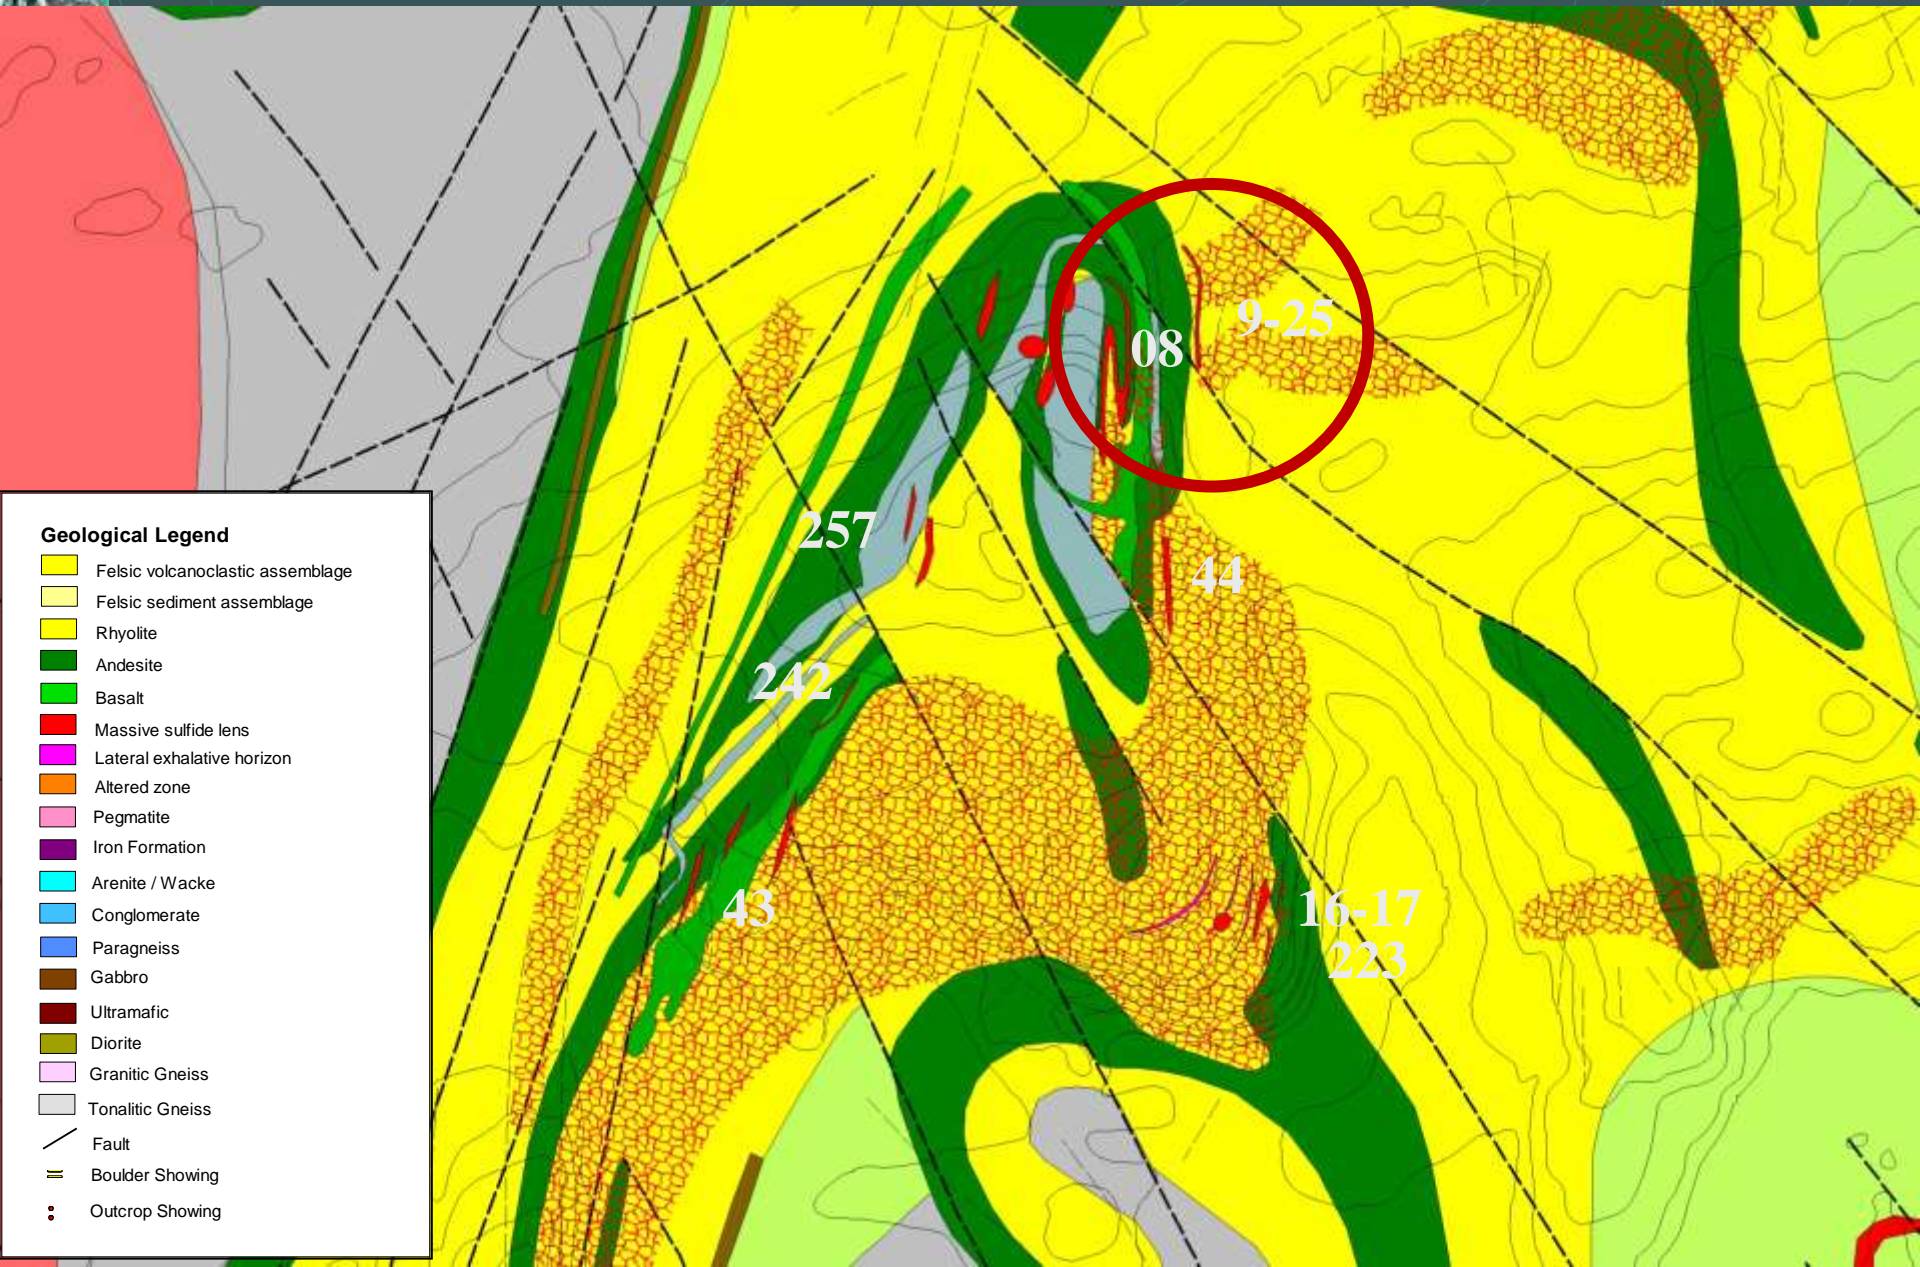 9-25
08
257
44
242
43
16-17
223
Geological Legend
Felsic volcanoclastic assemblage
Felsic sediment assemblage
Rhyolite
Andesite
Basalt
Massive sulfide lens
Lateral exhalative horizon
Altered zone
Pegmatite
Iron Formation
Arenite / Wacke
Conglomerate
Paragneiss
Gabbro
Ultramafic
Diorite
Granitic Gneiss
Tonalitic Gneiss
Fault
Boulder Showing
Outcrop Showing